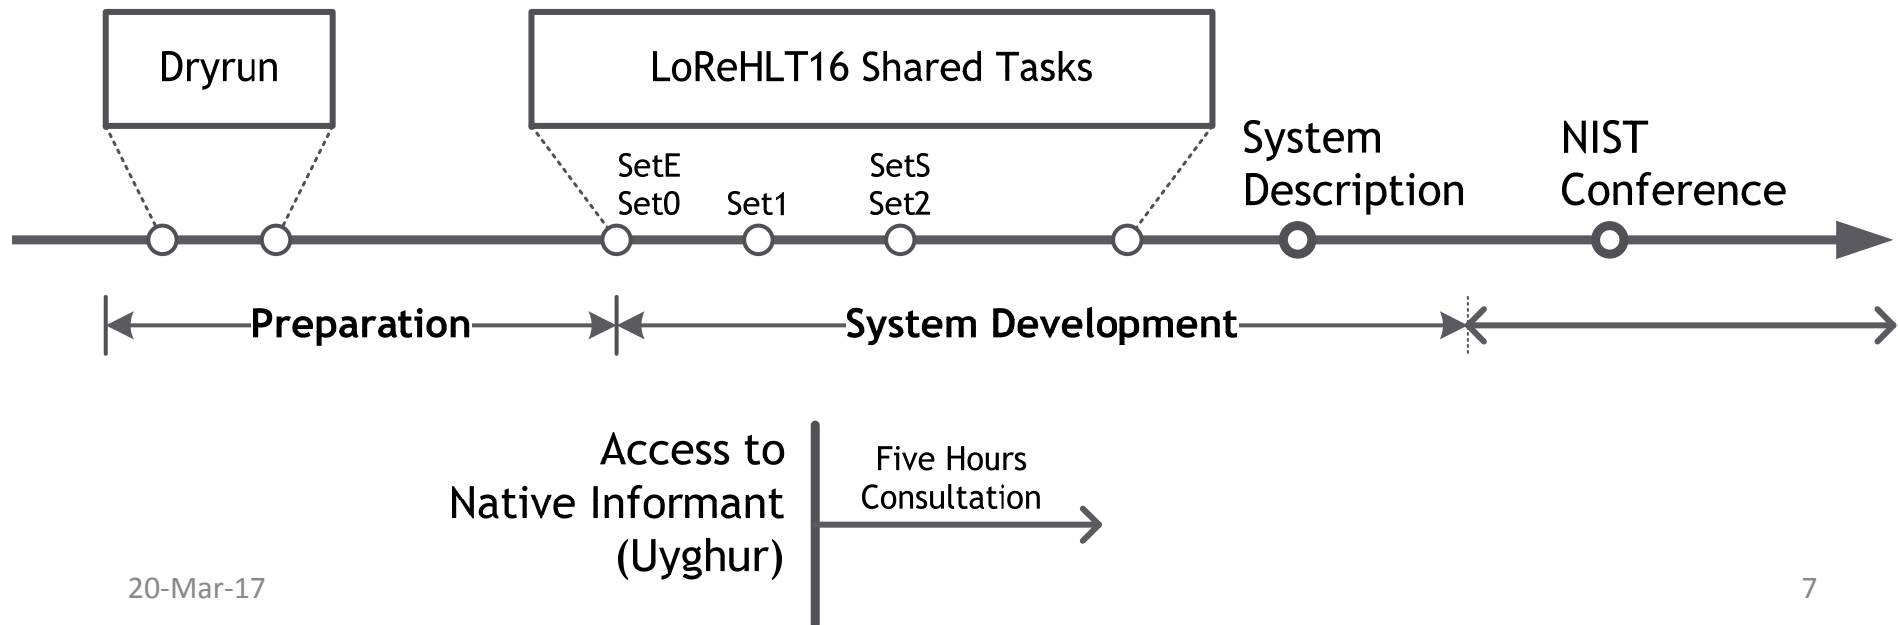 Dryrun
LoReHLT16 Shared Tasks
SetE
Set0
Set1
SetS
Set2
System
Description
NIST
Conference
Preparation
System Development
Access to
Native Informant
(Uyghur)
Five Hours
Consultation
20-Mar-17
7